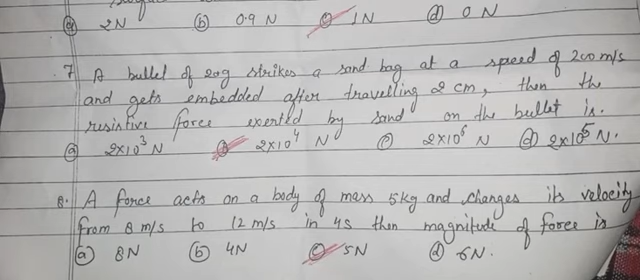 (a) 2N (b) 0.9 N (c) 1N (d) 0 N
7 A bullet of 20g strikes a sand bag at a speed of 200 m/s
and gets embedded after travelling 2 cm, then the
resistive force exerted by sand on the bullet is.
(a) 2×10³ N (b) 2×10⁴ N (c) 2×10⁶ N (d) 2×10⁵ N.
8. A force acts on a body of mass 5kg and changes its velocity
from 8 m/s to 12 m/s in 4s then magnitude of force is
(a) 8N (b) 4N (c) 5N (d) 6N.